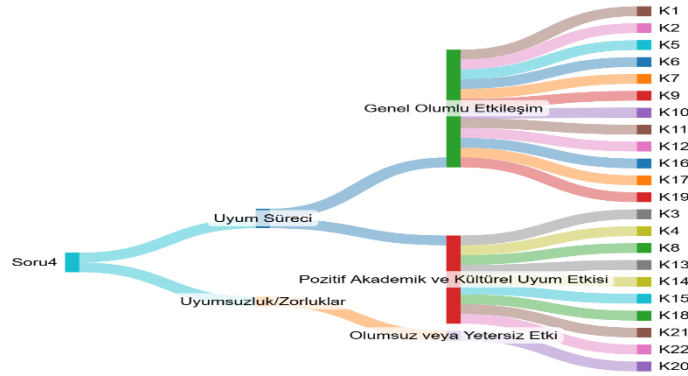 Soru4
Uyum Süreci
Uyumsuzluk/Zorluklar
Genel Olumlu Etkileşim
Pozitif Akademik ve Kültürel Uyum Etkisi
Olumsuz veya Yetersiz Etki
K1
K2
K5
K6
K7
K9
K10
K11
K12
K16
K17
K19
K3
K4
K8
K13
K14
K15
K18
K21
K22
K20